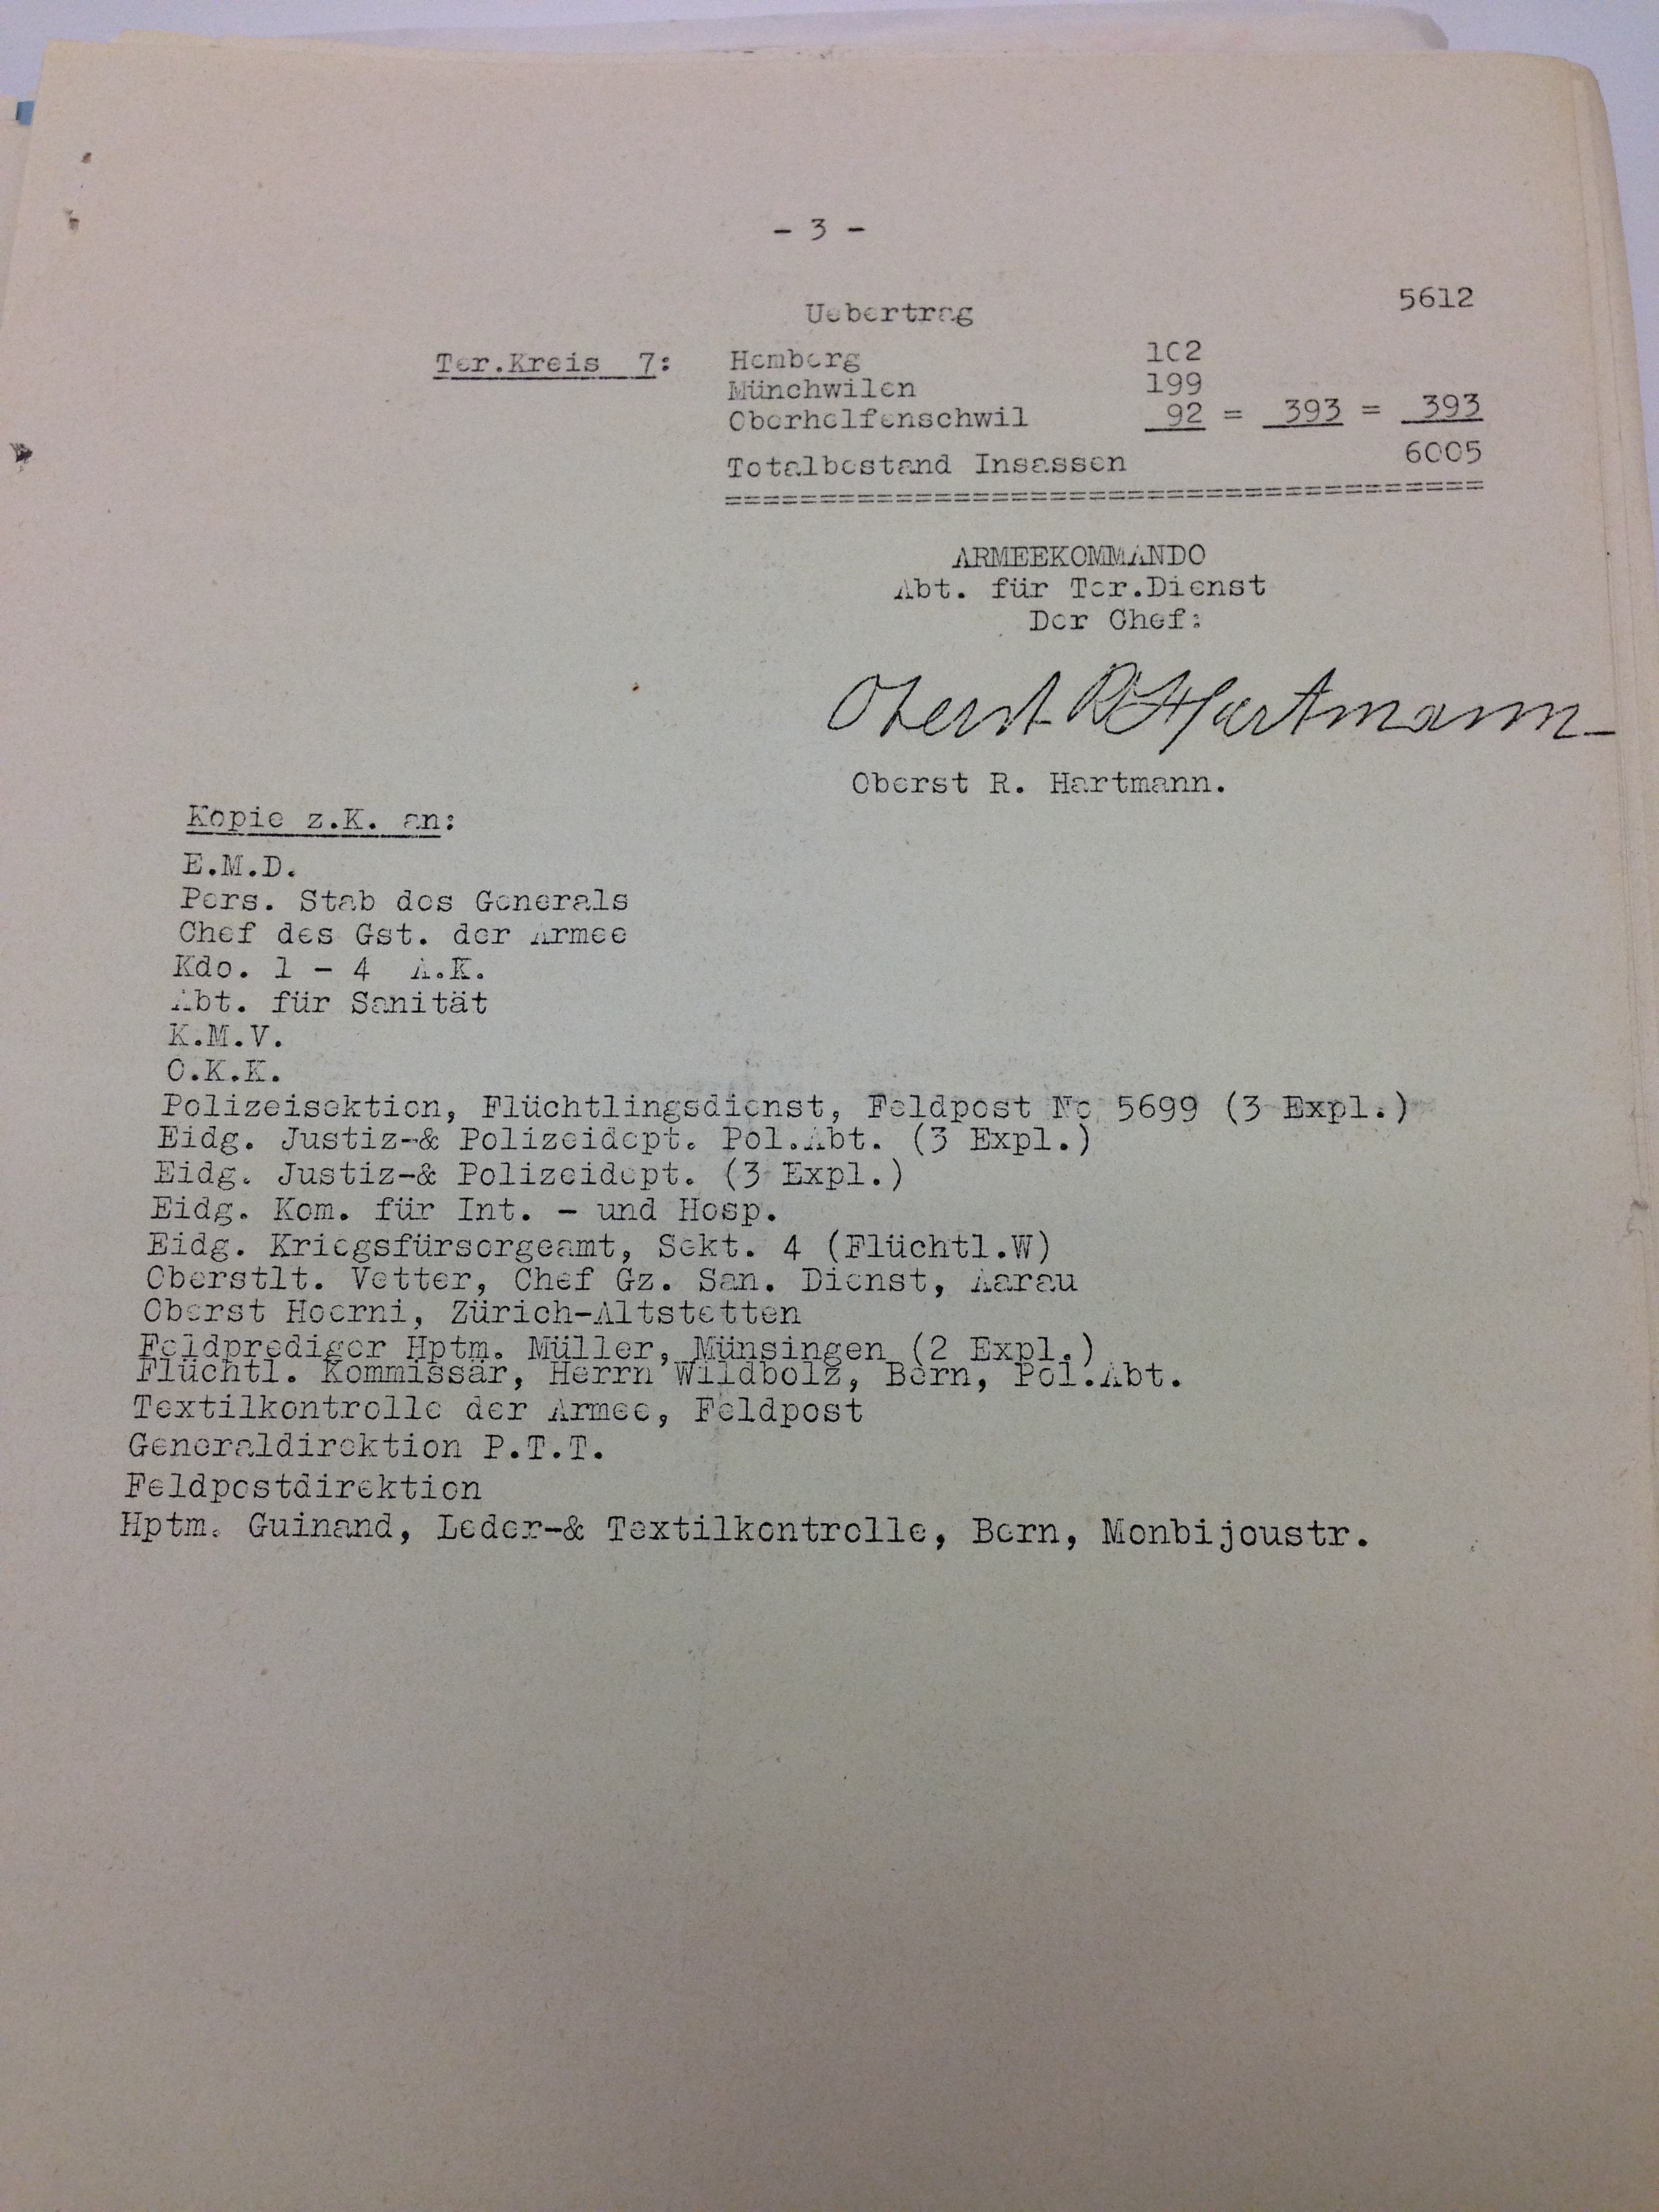 - 3 -
Uebertrag 5612
Ter.Kreis 7: Hemberg 102
Münchwilen 199
Oberhelfenschwil 92 = 393 = 393
Totalbestand Insassen 6005
========================================
ARMEEKOMMANDO
Abt. für Ter.Dienst
Der Chef:
Oberst R Hartmann
Oberst R. Hartmann.
Kopie z.K. an:
E.M.D.
Pers. Stab des Generals
Chef des Gst. der Armee
Kdo. 1 - 4 A.K.
Abt. für Sanität
K.M.V.
O.K.K.
Polizeisektion, Flüchtlingsdienst, Feldpost No 5699 (3 Expl.)
Eidg. Justiz-& Polizeidept. Pol.Abt. (3 Expl.)
Eidg. Justiz-& Polizeidept. (3 Expl.)
Eidg. Kom. für Int. - und Hosp.
Eidg. Kriegsfürsorgeamt, Sekt. 4 (Flüchtl.W)
Oberstlt. Vetter, Chef Gz. San. Dienst, Aarau
Oberst Hoerni, Zürich-Altstetten
Feldprediger Hptm. Müller, Münsingen (2 Expl.)
Flüchtl. Kommissär, Herrn Wildbolz, Bern, Pol.Abt.
Textilkontrolle der Armee, Feldpost
Generaldirektion P.T.T.
Feldpostdirektion
Hptm. Guinand, Leder-& Textilkontrolle, Bern, Monbijoustr.